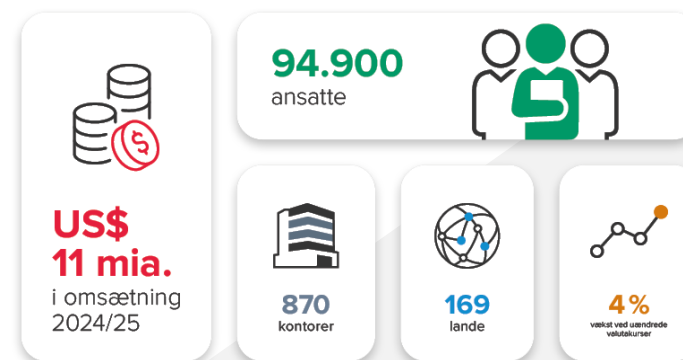 US$
11 mia.
i omsætning
2024/25
94.900
ansatte
870
kontorer
169
lande
4%
vækst ved uændrede
valutakurser